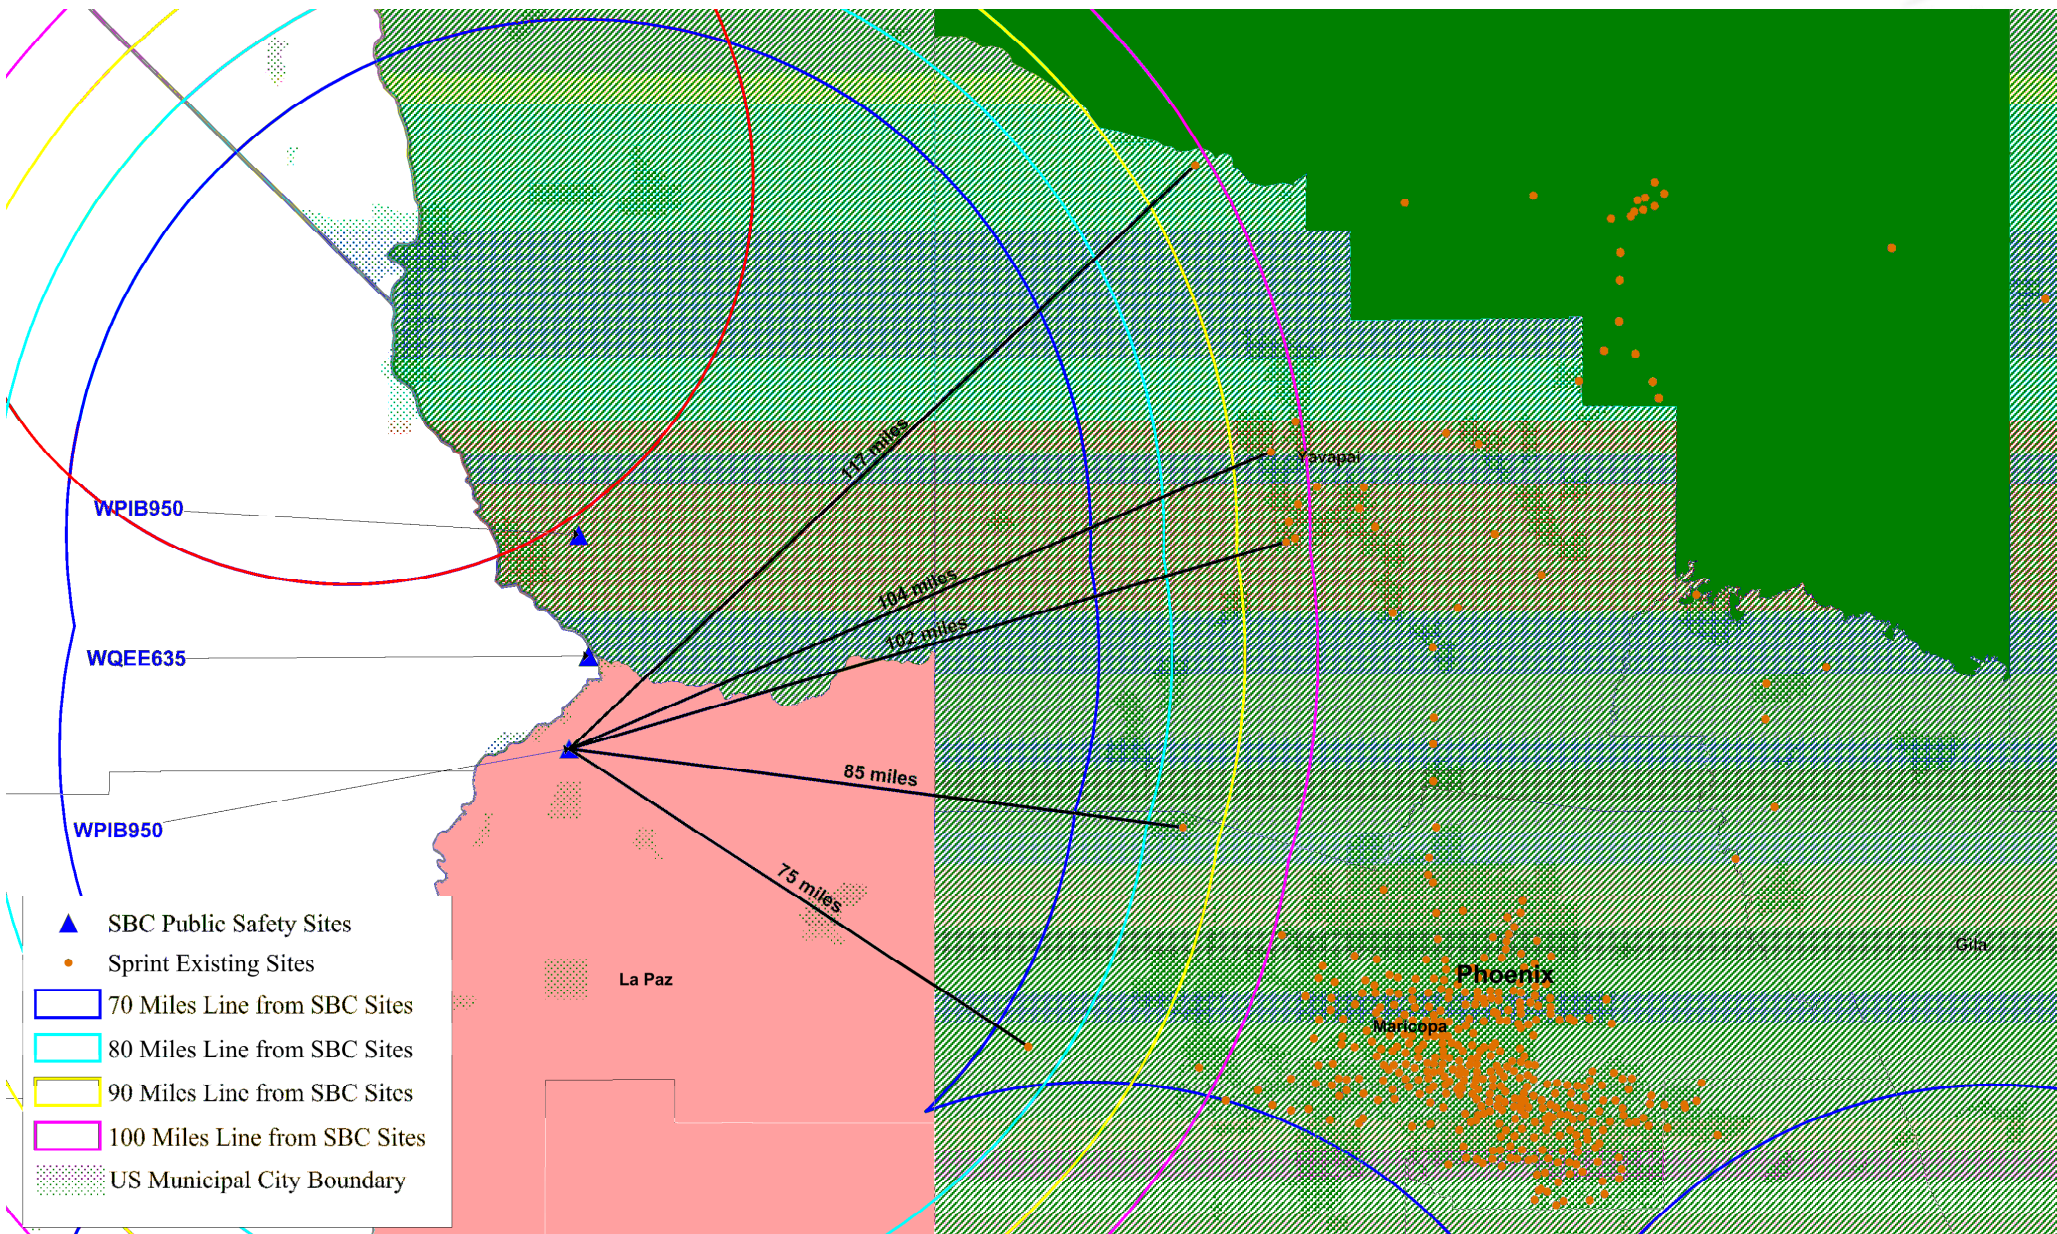 117 miles
Yavapai
WPIB950
104 miles
102 miles
WQEE635
85 miles
WPIB950
75 miles
SBC Public Safety Sites
Sprint Existing Sites
70 Miles Line from SBC Sites
80 Miles Line from SBC Sites
90 Miles Line from SBC Sites
100 Miles Line from SBC Sites
US Municipal City Boundary
La Paz
Phoenix
Maricopa
Gila